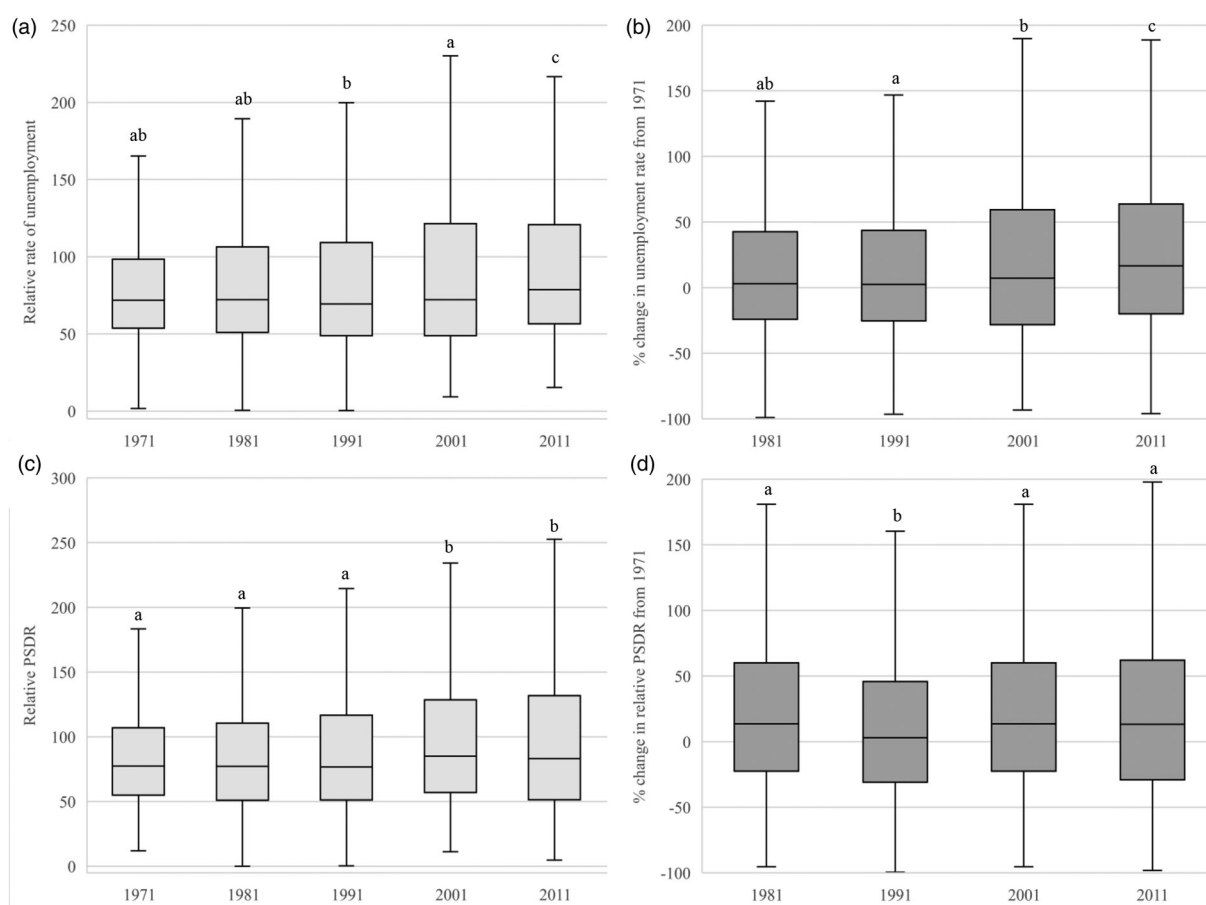 (a)
Relative rate of unemployment
250
200
150
100
50
0
ab
ab
b
a
c
1971 1981 1991 2001 2011
(b)
% change in unemployment rate from 1971
200
150
100
50
0
-50
-100
ab
a
b
c
1981 1991 2001 2011
(c)
Relative PSDR
300
250
200
150
100
50
0
a
a
a
b
b
1971 1981 1991 2001 2011
(d)
% change in relative PSDR from 1971
200
150
100
50
0
-50
-100
a
b
a
a
1981 1991 2001 2011